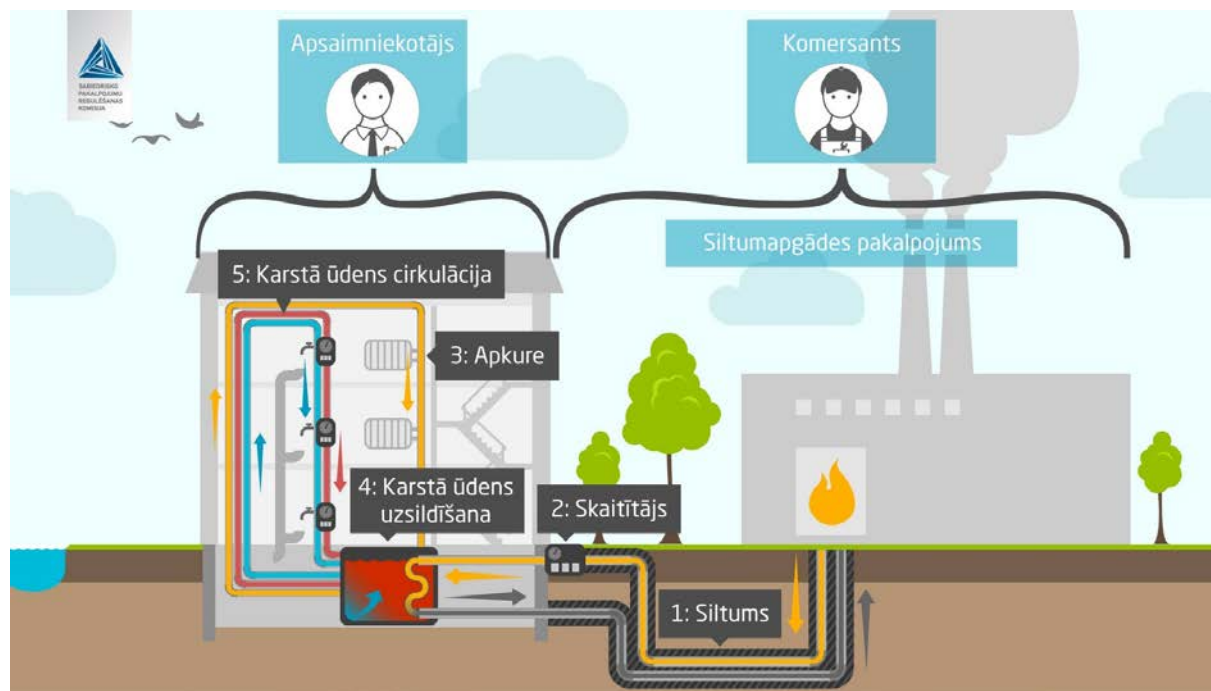 SABIEDRISKO
PAKALPOJUMU
REGULĒŠANAS
KOMISIJA
Apsaimniekotājs
Komersants
Siltumapgādes pakalpojums
5: Karstā ūdens cirkulācija
3: Apkure
4: Karstā ūdens
uzsildīšana
2: Skaitītājs
1: Siltums